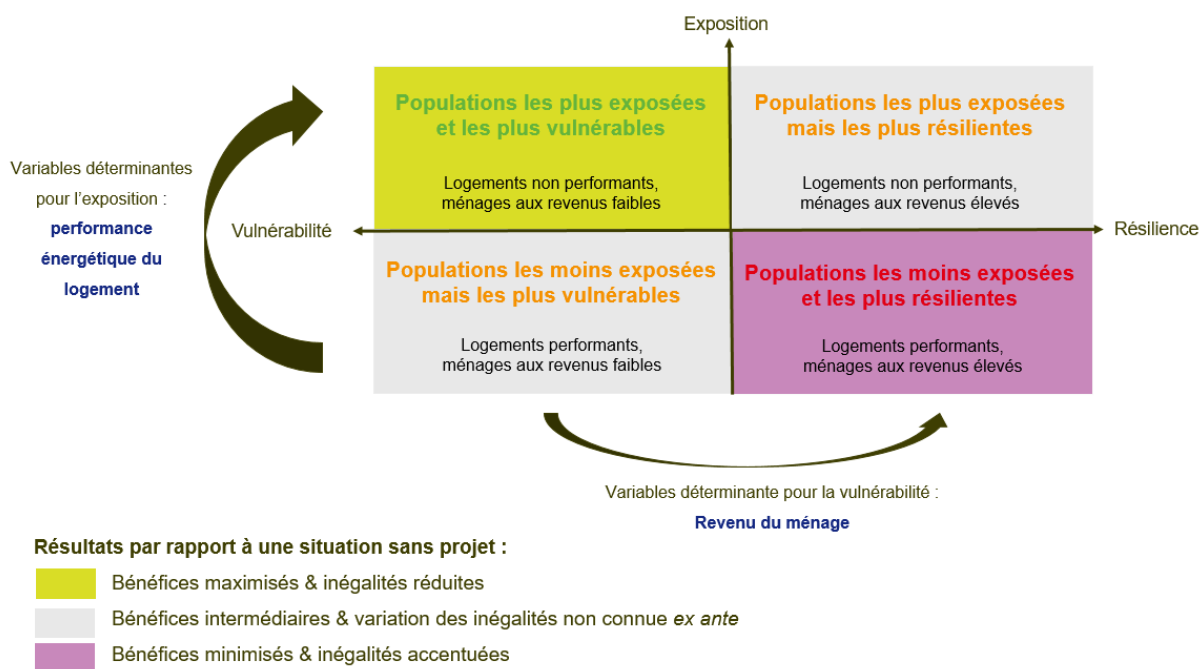 Exposition
Populations les plus exposées
et les plus vulnérables
Logements non performants,
ménages aux revenus faibles
Populations les plus exposées
mais les plus résilientes
Logements non performants,
ménages aux revenus élevés
Variables déterminantes
pour l'exposition :
performance
énergétique du
logement
Vulnérabilité
Résilience
Populations les moins exposées
mais les plus vulnérables
Logements performants,
ménages aux revenus faibles
Populations les moins exposées
et les plus résilientes
Logements performants,
ménages aux revenus élevés
Variables déterminante pour la vulnérabilité :
Revenu du ménage
Résultats par rapport à une situation sans projet :
Bénéfices maximisés & inégalités réduites
Bénéfices intermédiaires & variation des inégalités non connue ex ante
Bénéfices minimisés & inégalités accentuées